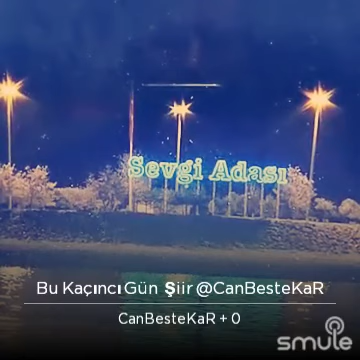 Sevgi Adası
Bu Kaçıncı Gün Şiir @CanBesteKaR
CanBesteKaR + 0
smule